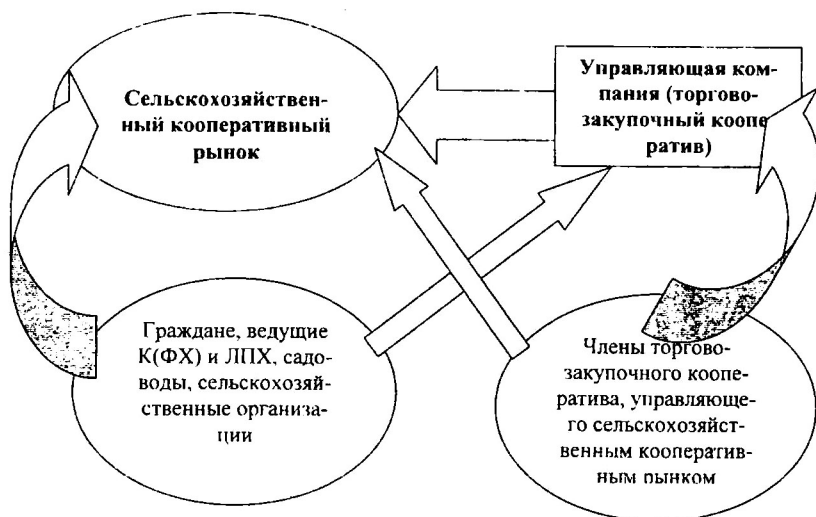 Сельскохозяйствен-
ный кооперативный
рынок
Управляющая ком-
пания (торгово-
закупочный коопе
ратив)
Граждане, ведущие
К(ФХ) и ЛПХ, садо-
воды, сельскохозяй-
ственные организа-
ции
Члены торгово-
закупочного коопе-
ратива, управляюще-
го сельскохозяйст-
венным кооператив-
ным рынком